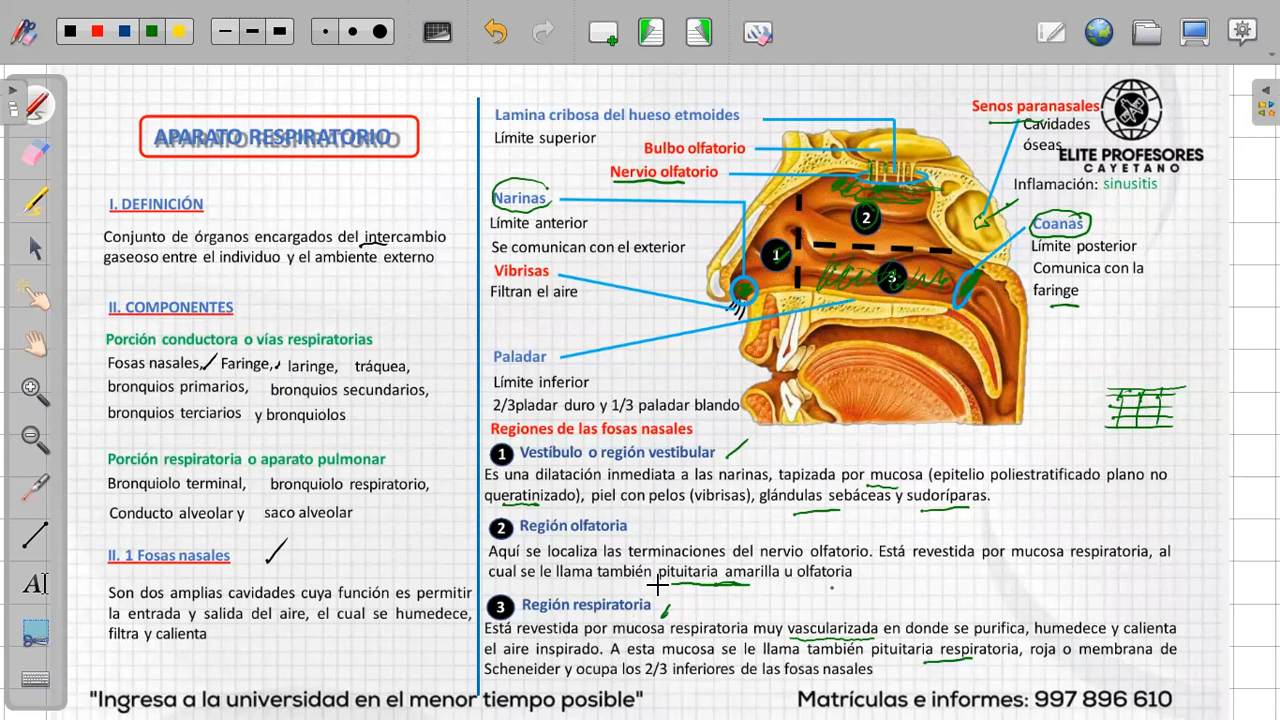 APARATO RESPIRATORIO
I. DEFINICIÓN
Conjunto de órganos encargados del intercambio
gaseoso entre el individuo y el ambiente externo
II. COMPONENTES
Porción conductora o vías respiratorias
Fosas nasales, Faringe, laringe, tráquea,
bronquios primarios, bronquios secundarios,
bronquios terciarios y bronquiolos
Porción respiratoria o aparato pulmonar
Bronquiolo terminal, bronquiolo respiratorio,
Conducto alveolar y saco alveolar
II. 1 Fosas nasales
Son dos amplias cavidades cuya función es permitir
la entrada y salida del aire, el cual se humedece,
filtra y calienta
Lamina cribosa del hueso etmoides
Límite superior
Bulbo olfatorio
Nervio olfatorio
Narinas
Límite anterior
Se comunican con el exterior
Vibrisas
Filtran el aire
Paladar
Límite inferior
2/3pladar duro y 1/3 paladar blando
1
2
3
Senos paranasales
Cavidades
óseas
Inflamación: sinusitis
Coanas
Límite posterior
Comunica con la
faringe
ELITE PROFESORES
CAYETANO
Regiones de las fosas nasales
1 Vestíbulo o región vestibular
Es una dilatación inmediata a las narinas, tapizada por mucosa (epitelio poliestratificado plano no
queratinizado), piel con pelos (vibrisas), glándulas sebáceas y sudoríparas.
2 Región olfatoria
Aquí se localiza las terminaciones del nervio olfatorio. Está revestida por mucosa respiratoria, al
cual se le llama también pituitaria amarilla u olfatoria
3 Región respiratoria
Está revestida por mucosa respiratoria muy vascularizada en donde se purifica, humedece y calienta
el aire inspirado. A esta mucosa se le llama también pituitaria respiratoria, roja o membrana de
Scheneider y ocupa los 2/3 inferiores de las fosas nasales
"Ingresa a la universidad en el menor tiempo posible" Matrículas e informes: 997 896 610